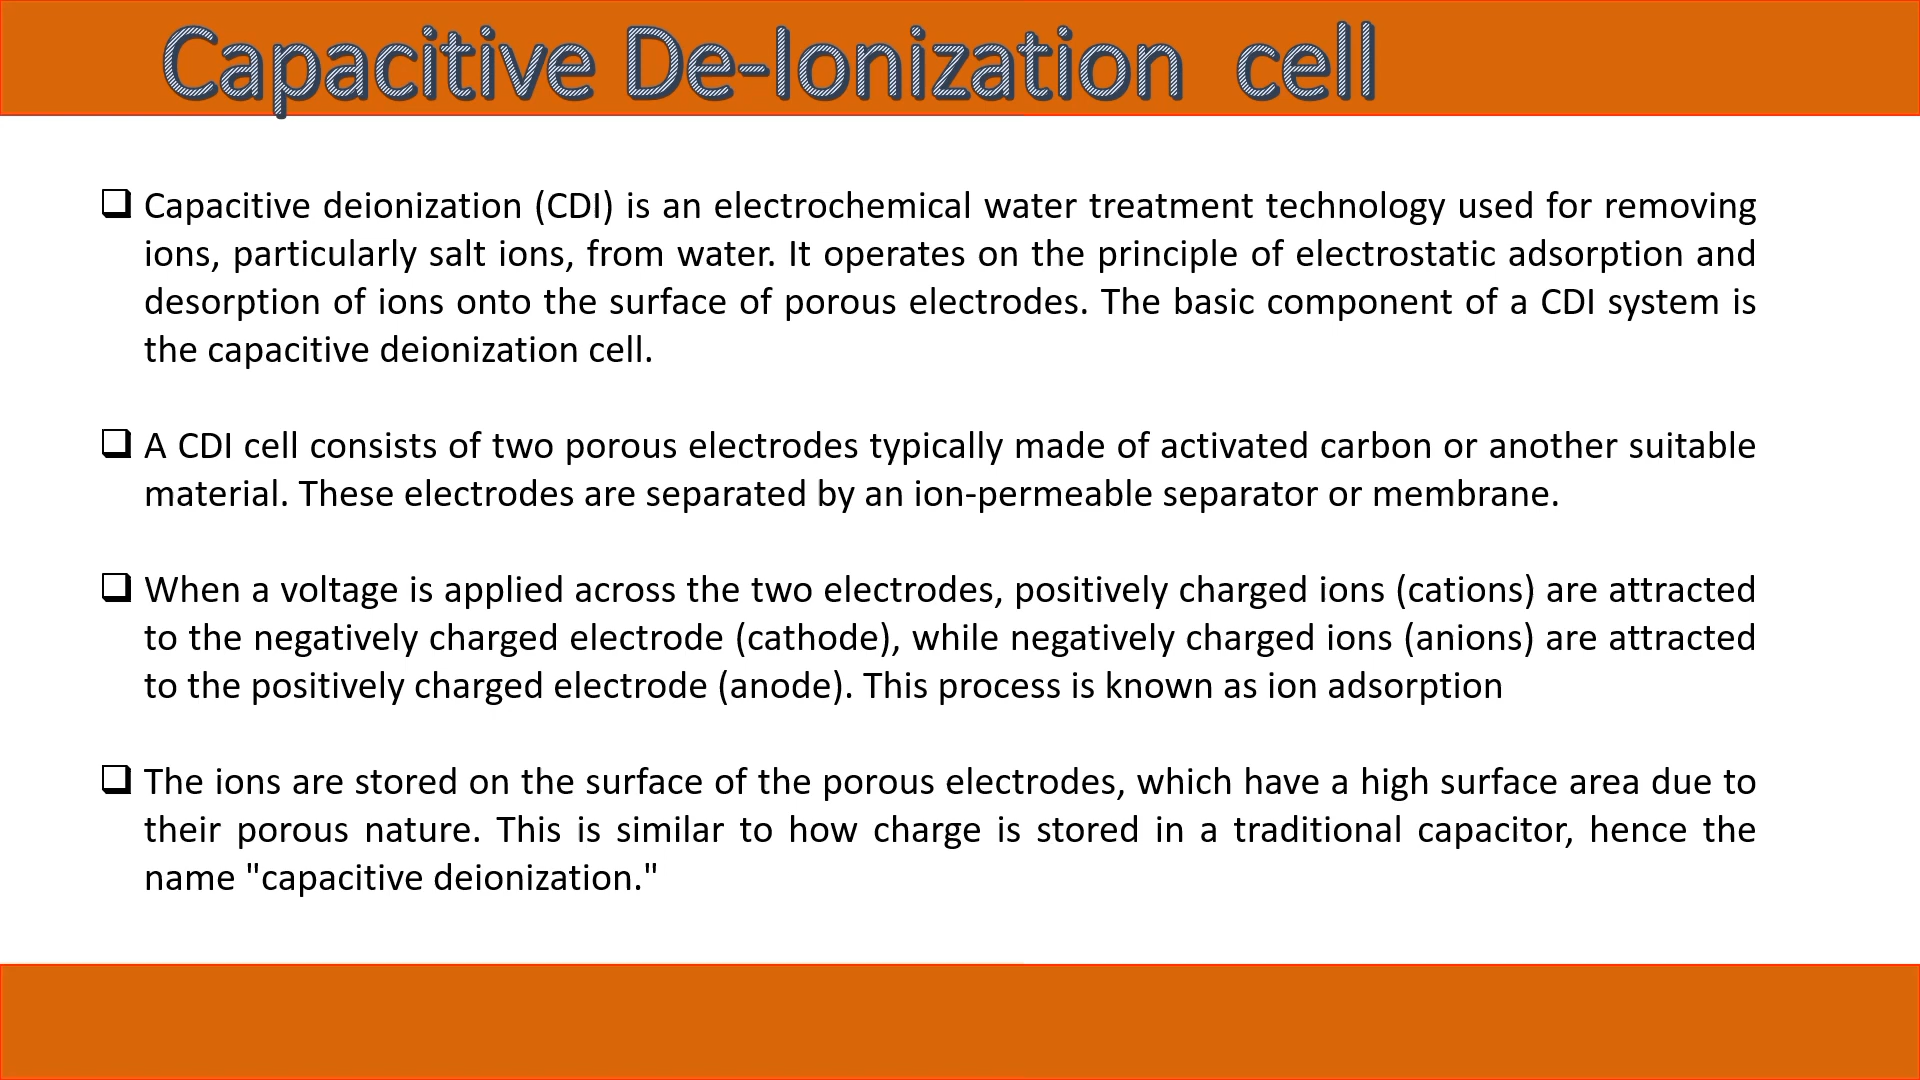 Capacitive De-Ionization cell
❑ Capacitive deionization (CDI) is an electrochemical water treatment technology used for removing
ions, particularly salt ions, from water. It operates on the principle of electrostatic adsorption and
desorption of ions onto the surface of porous electrodes. The basic component of a CDI system is
the capacitive deionization cell.
❑ A CDI cell consists of two porous electrodes typically made of activated carbon or another suitable
material. These electrodes are separated by an ion-permeable separator or membrane.
❑ When a voltage is applied across the two electrodes, positively charged ions (cations) are attracted
to the negatively charged electrode (cathode), while negatively charged ions (anions) are attracted
to the positively charged electrode (anode). This process is known as ion adsorption
❑ The ions are stored on the surface of the porous electrodes, which have a high surface area due to
their porous nature. This is similar to how charge is stored in a traditional capacitor, hence the
name "capacitive deionization."